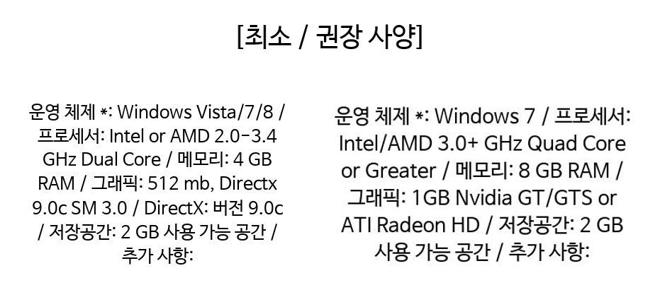 [최소 / 권장 사양]
운영 체제 *: Windows Vista/7/8 /
프로세서: Intel or AMD 2.0-3.4
GHz Dual Core / 메모리: 4 GB
RAM / 그래픽: 512 mb, Directx
9.0c SM 3.0 / DirectX: 버전 9.0c
/ 저장공간: 2 GB 사용 가능 공간 /
추가 사항:
운영 체제 *: Windows 7 / 프로세서:
Intel/AMD 3.0+ GHz Quad Core
or Greater / 메모리: 8 GB RAM /
그래픽: 1GB Nvidia GT/GTS or
ATI Radeon HD / 저장공간: 2 GB
사용 가능 공간 / 추가 사항: